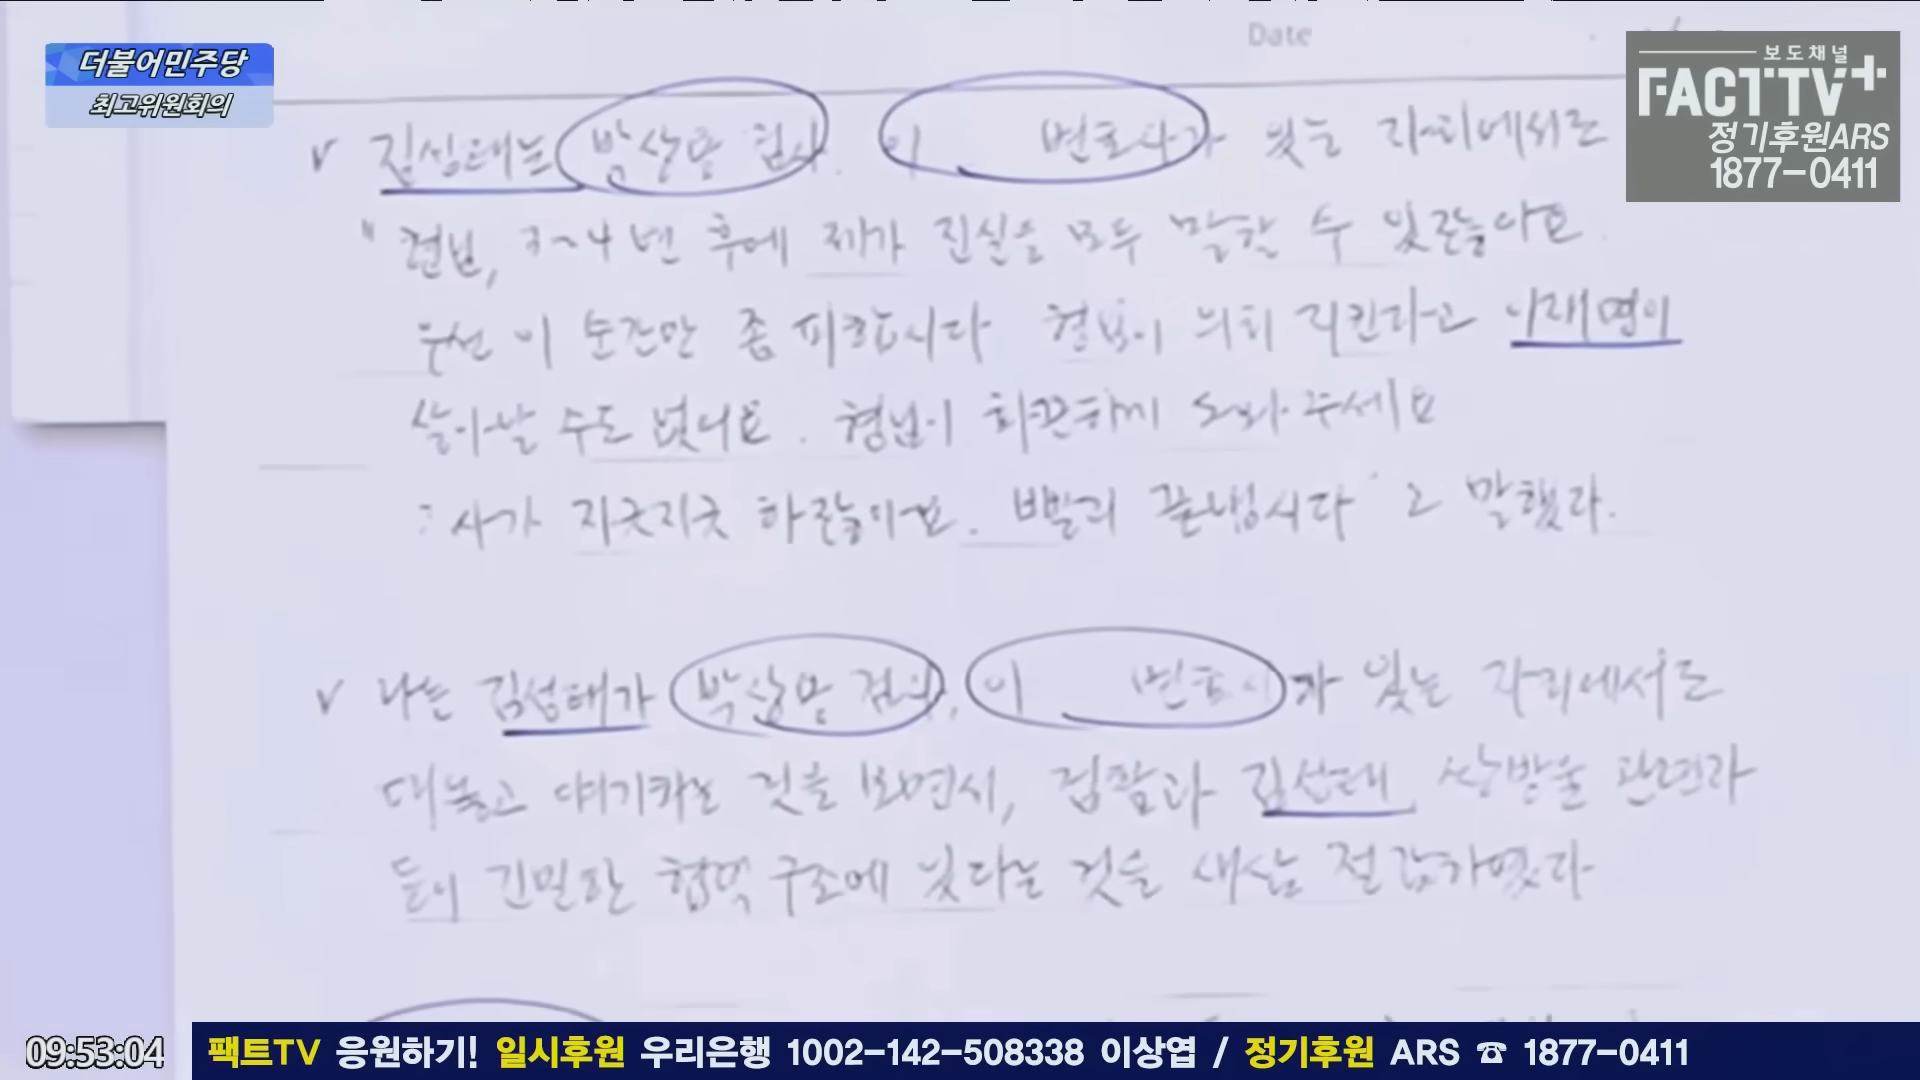 Date
더불어민주당
최고위원회의
보도채널
FACTTV+
정기후원ARS
1877-0411
v 김성태는 박상용 검사, 이 변호사가 있는 자리에서도
" 3~4년 후에 제가 진실을 모두 말할 수 있잖아요.
우선 이 순간만 좀 피합시다 형님이 의리 지킨다고 이재명이
살아날 수도 없어요. 형님이 화끈하게 도와주세요
지긋지긋 하잖아요. 빨리 끝냅시다" 고 말했다.
v 나는 김성태가 박상용 검사, 이 변호사가 있는 자리에서도
대놓고 얘기하는 것을 보면서, 검찰과 김성태, 쌍방울 관련자
들이 긴밀한 협력 구조에 있다는 것을 새삼 절감하였다
09:53:04
팩트TV 응원하기! 일시후원 우리은행 1002-142-508338 이상엽 / 정기후원 ARS ☎ 1877-0411